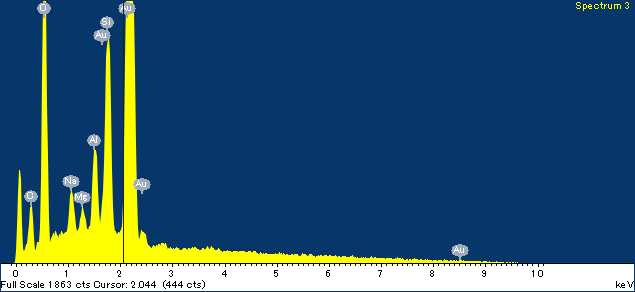 Spectrum 3
O Au
Si
Au
Al
Na Au
Mg
Au
0 1 2 3 4 5 6 7 8 9 10
Full Scale 1863 cts Cursor: 2.044 (444 cts) keV